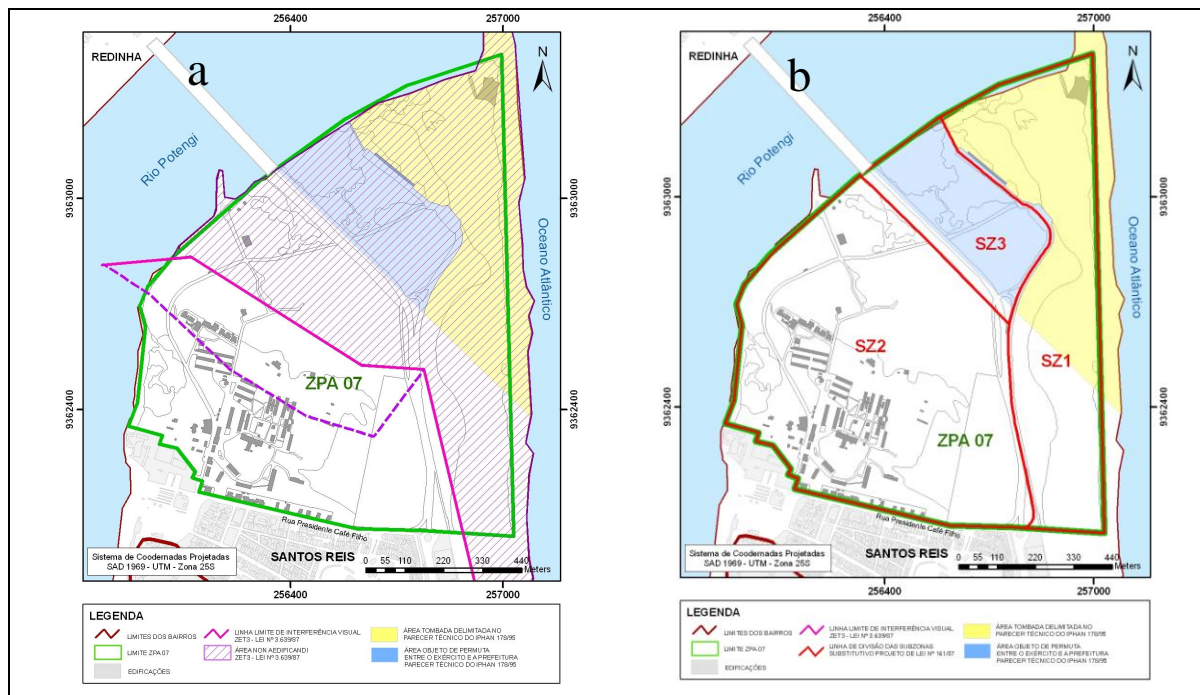 256400
257000
REDINHA
a
N
Rio Potengi
9363000
9363000
Oceano Atlântico
ZPA 07
9362400
9362400
Rua Presidente Café Filho
Sistema de Coodernadas Projetadas
SAD 1969 - UTM - Zona 25S
SANTOS REIS
0 55 110 220 330 440
Meters
256400
257000
LEGENDA
LIMITES DOS BAIRROS
LIMITE ZPA 07
EDIFICAÇÕES
LINHA LIMITE DE INTERFERÊNCIA VISUAL
ZET3 - LEI Nº 3.639/87
ÁREA NON AEDIFICANDI
ZET3 - LEI Nº 3.639/87
ÁREA TOMBADA DELIMITADA NO
PARECER TÉCNICO DO IPHAN 178/95
ÁREA OBJETO DE PERMUTA
ENTRE O EXÉRCITO E A PREFEITURA
PARECER TÉCNICO DO IPHAN 178/95
256400
257000
REDINHA
b
N
Rio Potengi
9363000
9363000
Oceano Atlântico
SZ3
SZ2
SZ1
ZPA 07
9362400
9362400
Rua Presidente Café Filho
Sistema de Coodernadas Projetadas
SAD 1969 - UTM - Zona 25S
SANTOS REIS
0 55 110 220 330 440
Meters
256400
257000
LEGENDA
LIMITES DOS BAIRROS
LIMITE ZPA 07
EDIFICAÇÕES
LINHA LIMITE DE INTERFERÊNCIA VISUAL
ZET3 - LEI Nº 3.639/87
LINHA DE DIVISÃO DAS SUBZONAS
SUBSTITUTIVO PROJETO DE LEI Nº 161/07
ÁREA TOMBADA DELIMITADA NO
PARECER TÉCNICO DO IPHAN 178/95
ÁREA OBJETO DE PERMUTA
ENTRE O EXÉRCITO E A PREFEITURA
PARECER TÉCNICO DO IPHAN 178/95